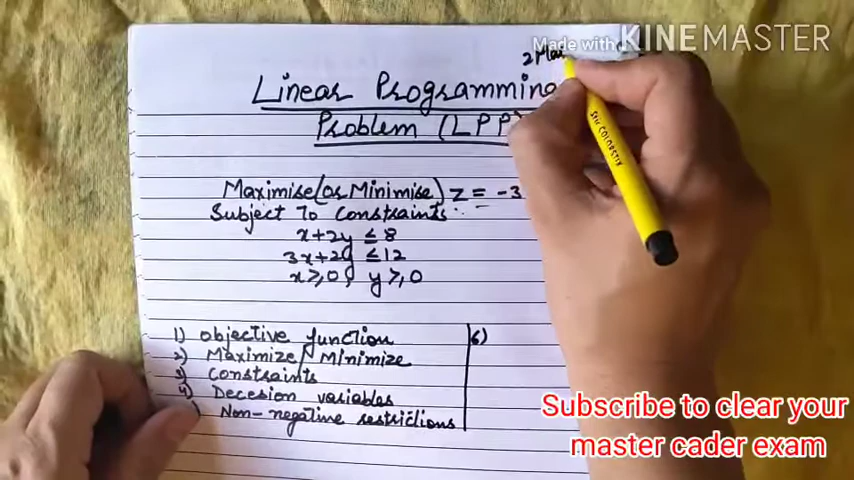 Made with KINEMASTER
Linear Programming
Problem (LPP)
Maximise (or Minimise) z = -3
Subject To Constraints
x+2y ≤ 8
3x+2y ≤ 12
x ≥, 0, y ≥, 0
1) objective function
2) Maximize / Minimize
3) Constraints
4) Decesion variables
) Non-negative restrictions
6)
Subscribe to clear your
master cader exam